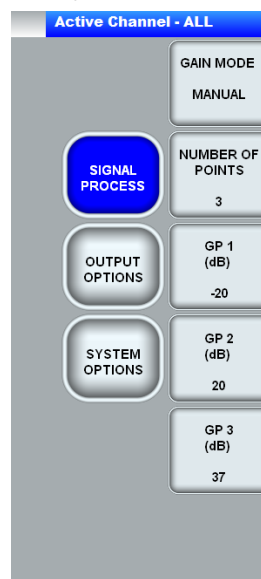 Active Channel - ALL
GAIN MODE
MANUAL
SIGNAL
PROCESS
NUMBER OF
POINTS
3
OUTPUT
OPTIONS
GP 1
(dB)
-20
SYSTEM
OPTIONS
GP 2
(dB)
20
GP 3
(dB)
37